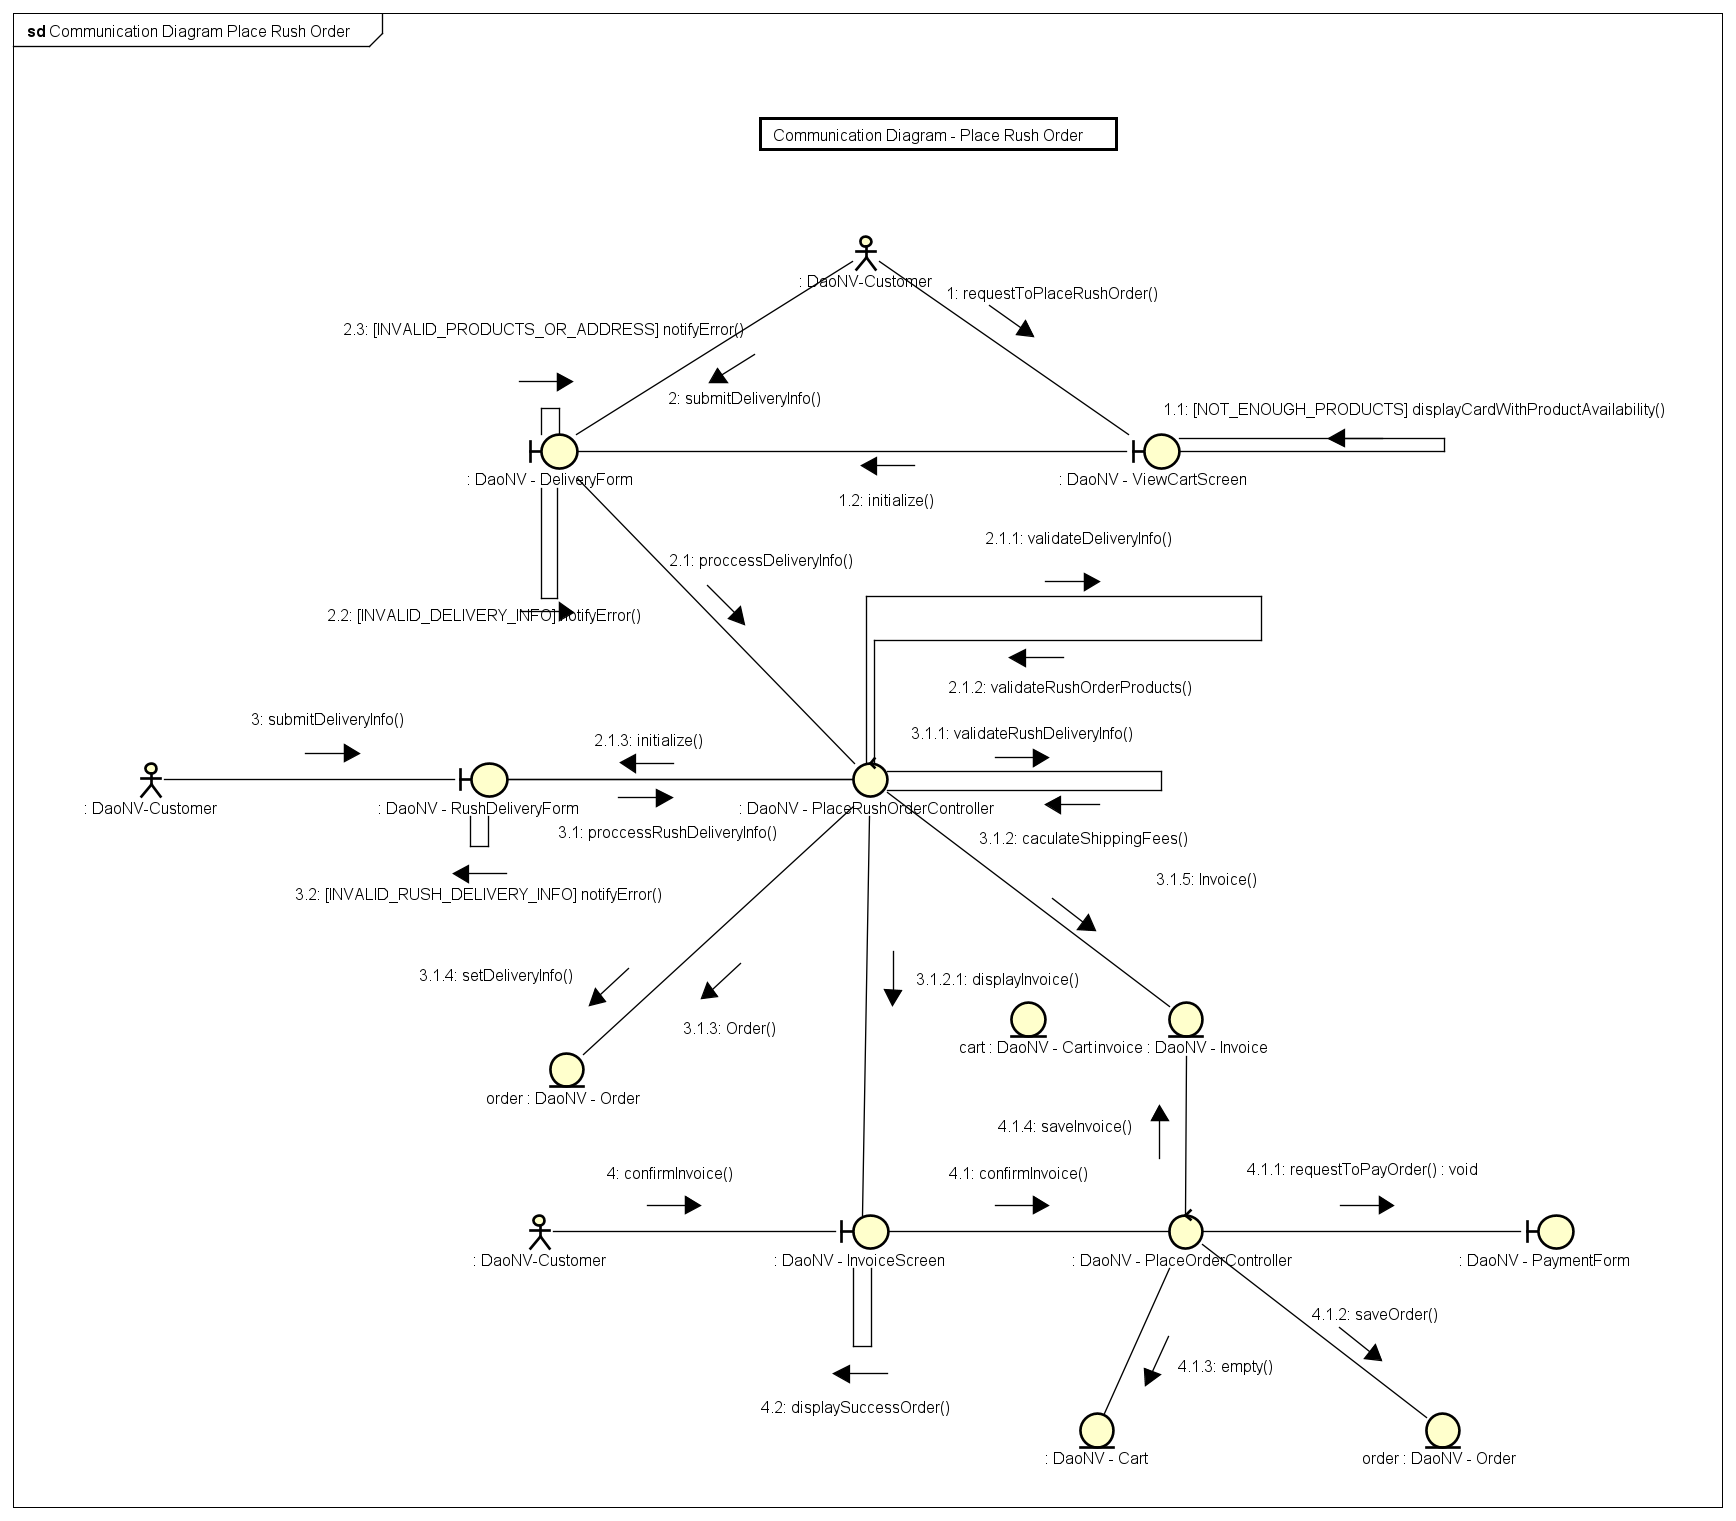 sd Communication Diagram Place Rush Order
Communication Diagram - Place Rush Order
: DaoNV-Customer
1: requestToPlaceRushOrder()
2.3: [INVALID_PRODUCTS_OR_ADDRESS] notifyError()
2: submitDeliveryInfo()
1.1: [NOT_ENOUGH_PRODUCTS] displayCardWithProductAvailability()
: DaoNV - DeliveryForm
: DaoNV - ViewCartScreen
1.2: initialize()
2.1.1: validateDeliveryInfo()
2.1: proccessDeliveryInfo()
2.2: [INVALID_DELIVERY_INFO] notifyError()
2.1.2: validateRushOrderProducts()
3: submitDeliveryInfo()
2.1.3: initialize()
3.1.1: validateRushDeliveryInfo()
: DaoNV-Customer
: DaoNV - RushDeliveryForm
: DaoNV - PlaceRushOrderController
3.1: proccessRushDeliveryInfo()
3.1.2: caculateShippingFees()
3.1.5: Invoice()
3.2: [INVALID_RUSH_DELIVERY_INFO] notifyError()
3.1.4: setDeliveryInfo()
3.1.2.1: displayInvoice()
3.1.3: Order()
cart : DaoNV - Cart
invoice : DaoNV - Invoice
order : DaoNV - Order
4.1.4: saveInvoice()
4: confirmInvoice()
4.1: confirmInvoice()
4.1.1: requestToPayOrder() : void
: DaoNV-Customer
: DaoNV - InvoiceScreen
: DaoNV - PlaceOrderController
: DaoNV - PaymentForm
4.1.2: saveOrder()
4.1.3: empty()
4.2: displaySuccessOrder()
: DaoNV - Cart
order : DaoNV - Order